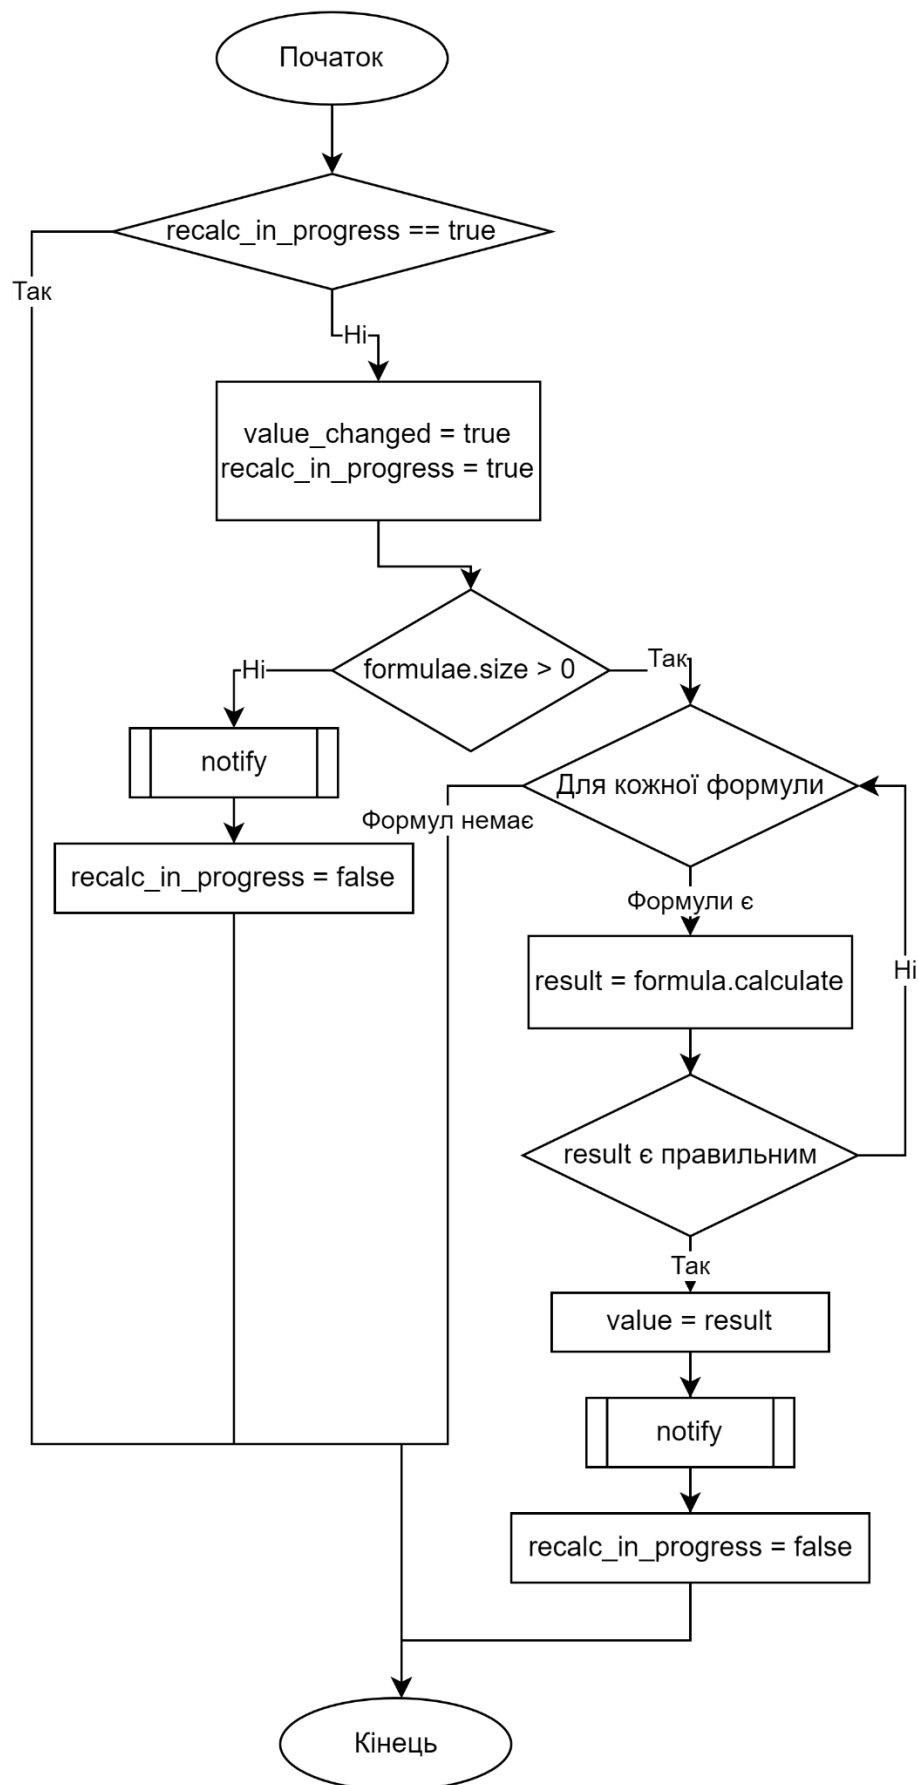 Початок
recalc_in_progress == true
Так
Ні
value_changed = true
recalc_in_progress = true
formulae.size > 0
Ні
Так
notify
Для кожної формули
Формул немає
recalc_in_progress = false
Формули є
result = formula.calculate
Ні
result є правильним
Так
value = result
notify
recalc_in_progress = false
Кінець